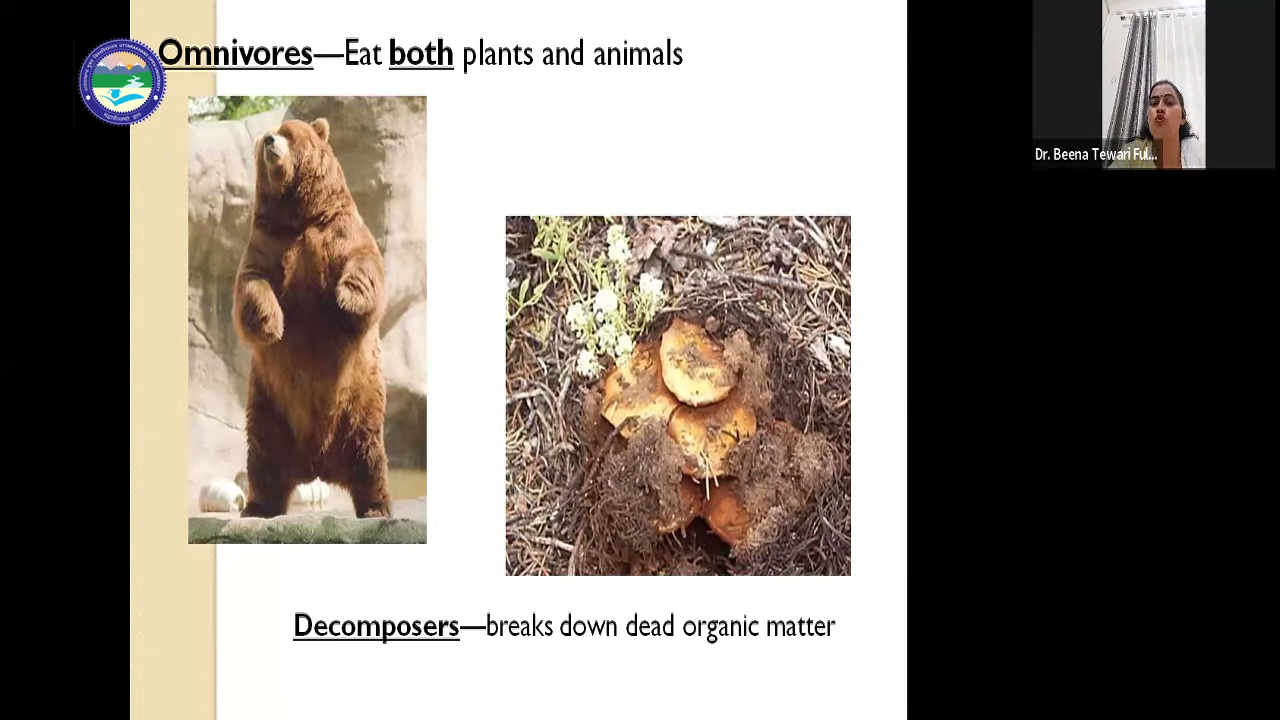 Omnivores—Eat both plants and animals
Dr. Beena Tewari Ful...
Decomposers—breaks down dead organic matter